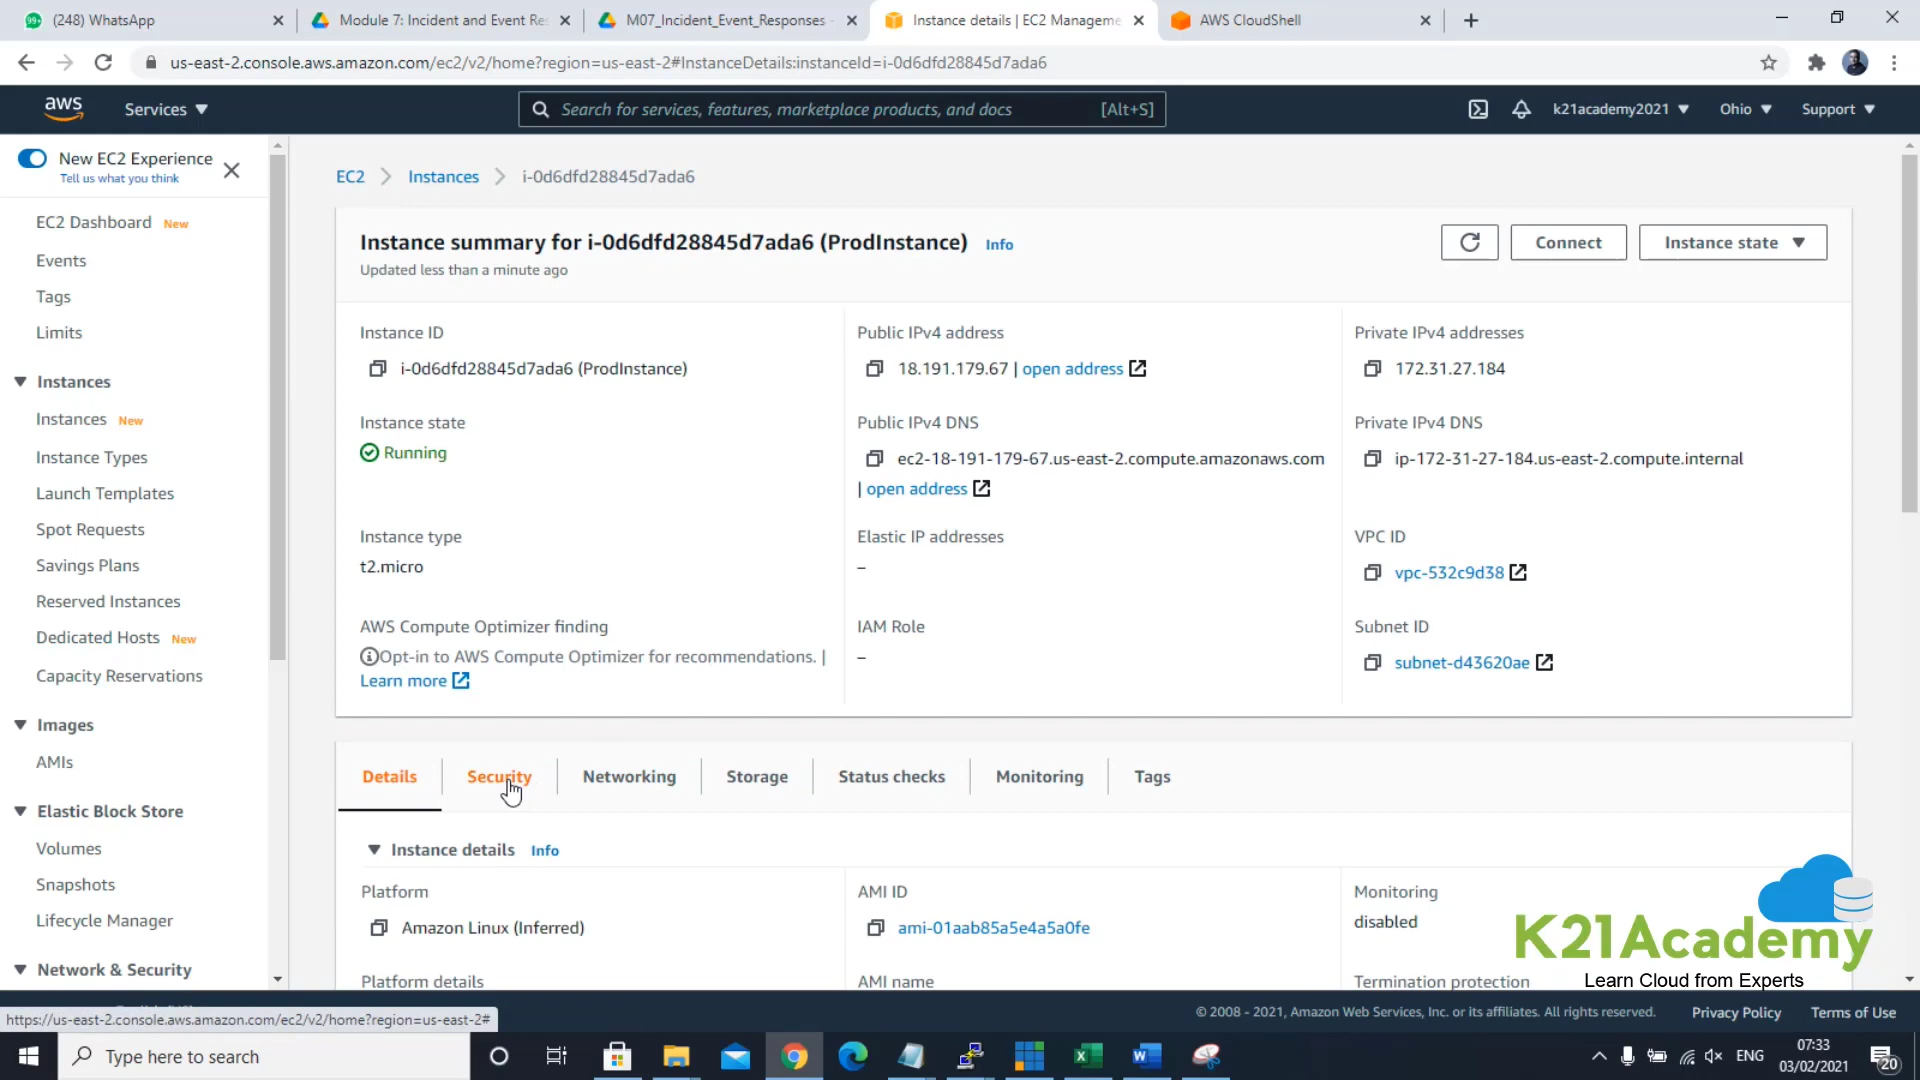 (248) WhatsApp
Module 7: Incident and Event Res
M07_Incident_Event_Responses -
Instance details | EC2 Manageme
AWS CloudShell
us-east-2.console.aws.amazon.com/ec2/v2/home?region=us-east-2#InstanceDetails:instanceId=i-0d6dfd28845d7ada6
aws
Services
Search for services, features, marketplace products, and docs
[Alt+S]
k21academy2021
Ohio
Support
New EC2 Experience
Tell us what you think
EC2 Dashboard New
Events
Tags
Limits
Instances
Instances New
Instance Types
Launch Templates
Spot Requests
Savings Plans
Reserved Instances
Dedicated Hosts New
Capacity Reservations
Images
AMIs
Elastic Block Store
Volumes
Snapshots
Lifecycle Manager
Network & Security
EC2 > Instances > i-0d6dfd28845d7ada6
Instance summary for i-0d6dfd28845d7ada6 (ProdInstance) Info
Updated less than a minute ago
Connect
Instance state
Instance ID
i-0d6dfd28845d7ada6 (ProdInstance)
Public IPv4 address
18.191.179.67 | open address
Private IPv4 addresses
172.31.27.184
Instance state
Running
Public IPv4 DNS
ec2-18-191-179-67.us-east-2.compute.amazonaws.com
| open address
Private IPv4 DNS
ip-172-31-27-184.us-east-2.compute.internal
Instance type
t2.micro
Elastic IP addresses
–
VPC ID
vpc-532c9d38
AWS Compute Optimizer finding
Opt-in to AWS Compute Optimizer for recommendations. |
Learn more
IAM Role
–
Subnet ID
subnet-d43620ae
Details
Security
Networking
Storage
Status checks
Monitoring
Tags
Instance details Info
Platform
Amazon Linux (Inferred)
AMI ID
ami-01aab85a5e4a5a0fe
Monitoring
disabled
Platform details
AMI name
Termination protection
K21Academy
Learn Cloud from Experts
https://us-east-2.console.aws.amazon.com/ec2/v2/home?region=us-east-2#
© 2008 - 2021, Amazon Web Services, Inc. or its affiliates. All rights reserved.
Privacy Policy
Terms of Use
Type here to search
ENG
07:33
03/02/2021
20